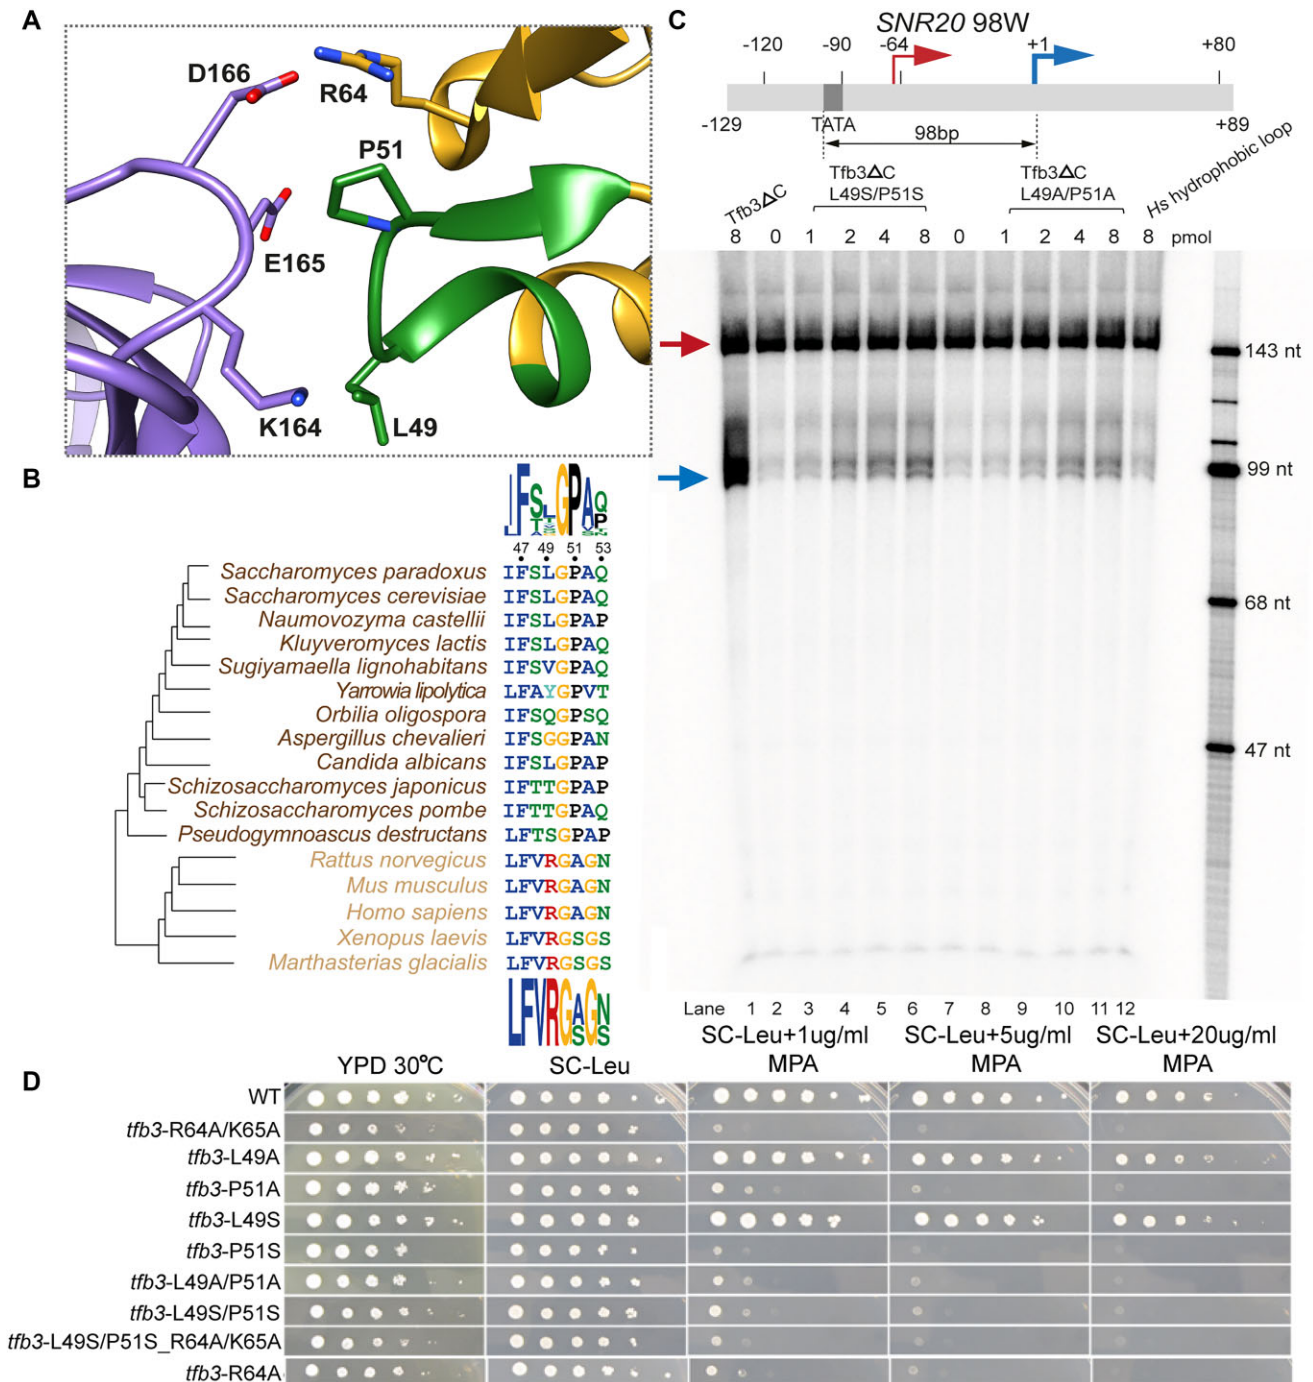 A
D166
R64
P51
E165
K164
L49
B
47 49 51 53
Saccharomyces paradoxus IFSLGPAQ
Saccharomyces cerevisiae IFSLGPAQ
Naumovozyma castellii IFSLGPAP
Kluyveromyces lactis IFSLGPAQ
Sugiyamaella lignohabitans IFSVGPAQ
Yarrowia lipolytica LFAYGPVT
Orbilia oligospora IFSQGPSQ
Aspergillus chevalieri IFSGGPAN
Candida albicans IFSLGPAP
Schizosaccharomyces japonicus IFTTGPAP
Schizosaccharomyces pombe IFTTGPAQ
Pseudogymnoascus destructans LFTSGPAP
Rattus norvegicus LFVRGAGN
Mus musculus LFVRGAGN
Homo sapiens LFVRGAGN
Xenopus laevis LFVRGSGS
Marthasterias glacialis LFVRGSGS
C
SNR20 98W
-120 -90 -64 +1 +80
-129 TATA +89
98bp
Tfb3ΔC
Tfb3ΔC L49S/P51S
Tfb3ΔC L49A/P51A
Hs hydrophobic loop
8 0 1 2 4 8 0 1 2 4 8 8 pmol
143 nt
99 nt
68 nt
47 nt
Lane 1 2 3 4 5 6 7 8 9 10 11 12
D
YPD 30°C
SC-Leu
SC-Leu+1ug/ml MPA
SC-Leu+5ug/ml MPA
SC-Leu+20ug/ml MPA
WT
tfb3-R64A/K65A
tfb3-L49A
tfb3-P51A
tfb3-L49S
tfb3-P51S
tfb3-L49A/P51A
tfb3-L49S/P51S
tfb3-L49S/P51S_R64A/K65A
tfb3-R64A